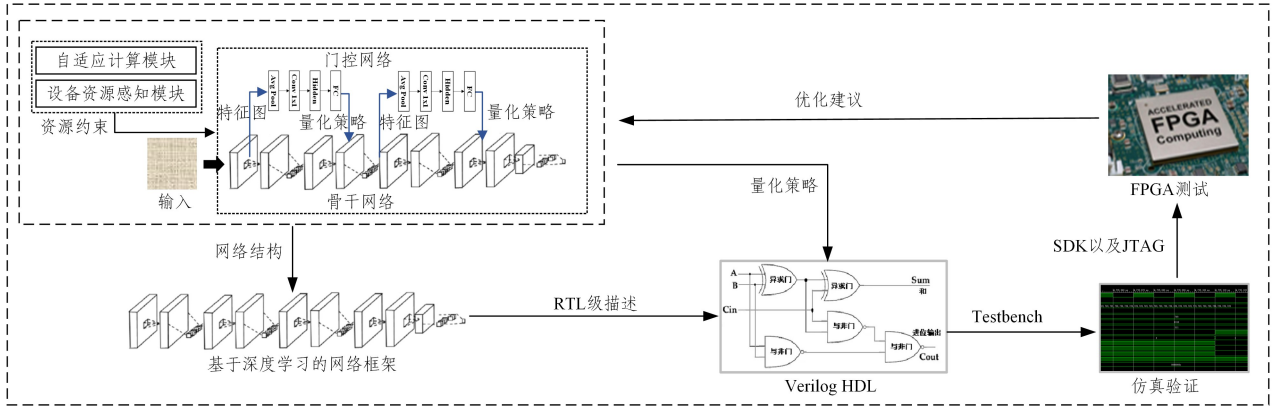 自适应计算模块
设备资源感知模块
资源约束
输入
门控网络
Avg Pool
Conv 1x1
Hidden
FC
Avg Pool
Conv 1x1
Hidden
FC
特征图
量化策略
特征图
量化策略
骨干网络
优化建议
ACCELERATED
FPGA
Computing
FPGA测试
量化策略
网络结构
SDK以及JTAG
基于深度学习的网络框架
RTL级描述
A
B
Cin
异或门
异或门
与非门
与非门
与非门
Sum
和
进位输出
Cout
Verilog HDL
Testbench
仿真验证